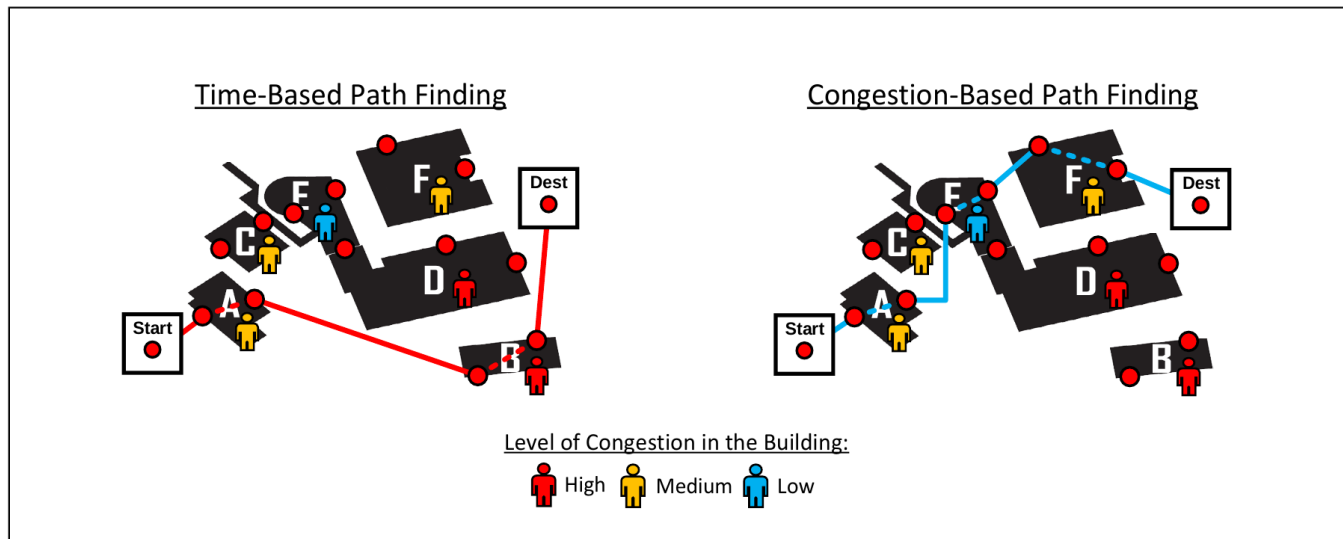 Time-Based Path Finding
F
E
Dest
C
D
A
Start
B
Congestion-Based Path Finding
F
E
Dest
C
D
A
Start
B
Level of Congestion in the Building:
High Medium Low